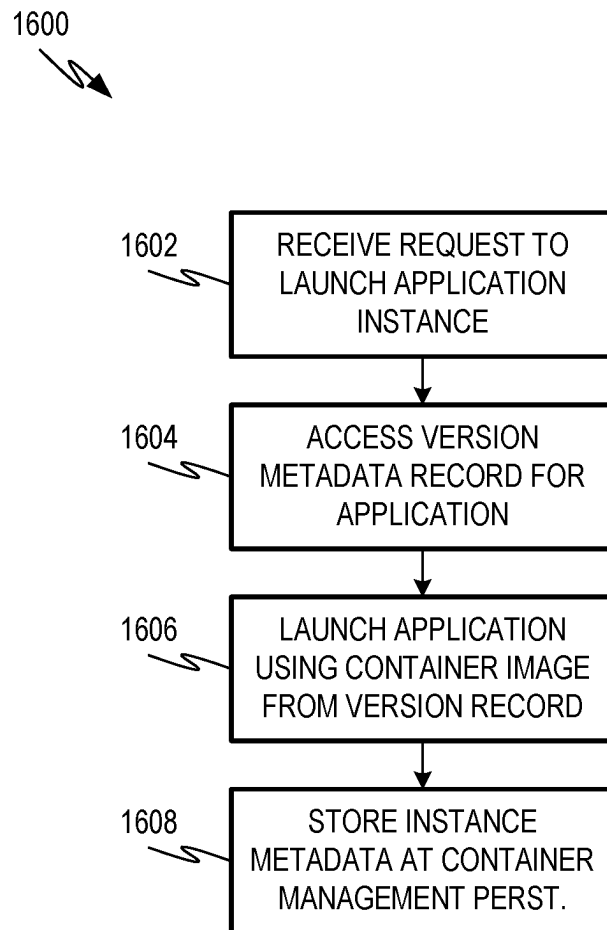 1600
1602
RECEIVE REQUEST TO
LAUNCH APPLICATION
INSTANCE
1604
ACCESS VERSION
METADATA RECORD FOR
APPLICATION
1606
LAUNCH APPLICATION
USING CONTAINER IMAGE
FROM VERSION RECORD
1608
STORE INSTANCE
METADATA AT CONTAINER
MANAGEMENT PERST.